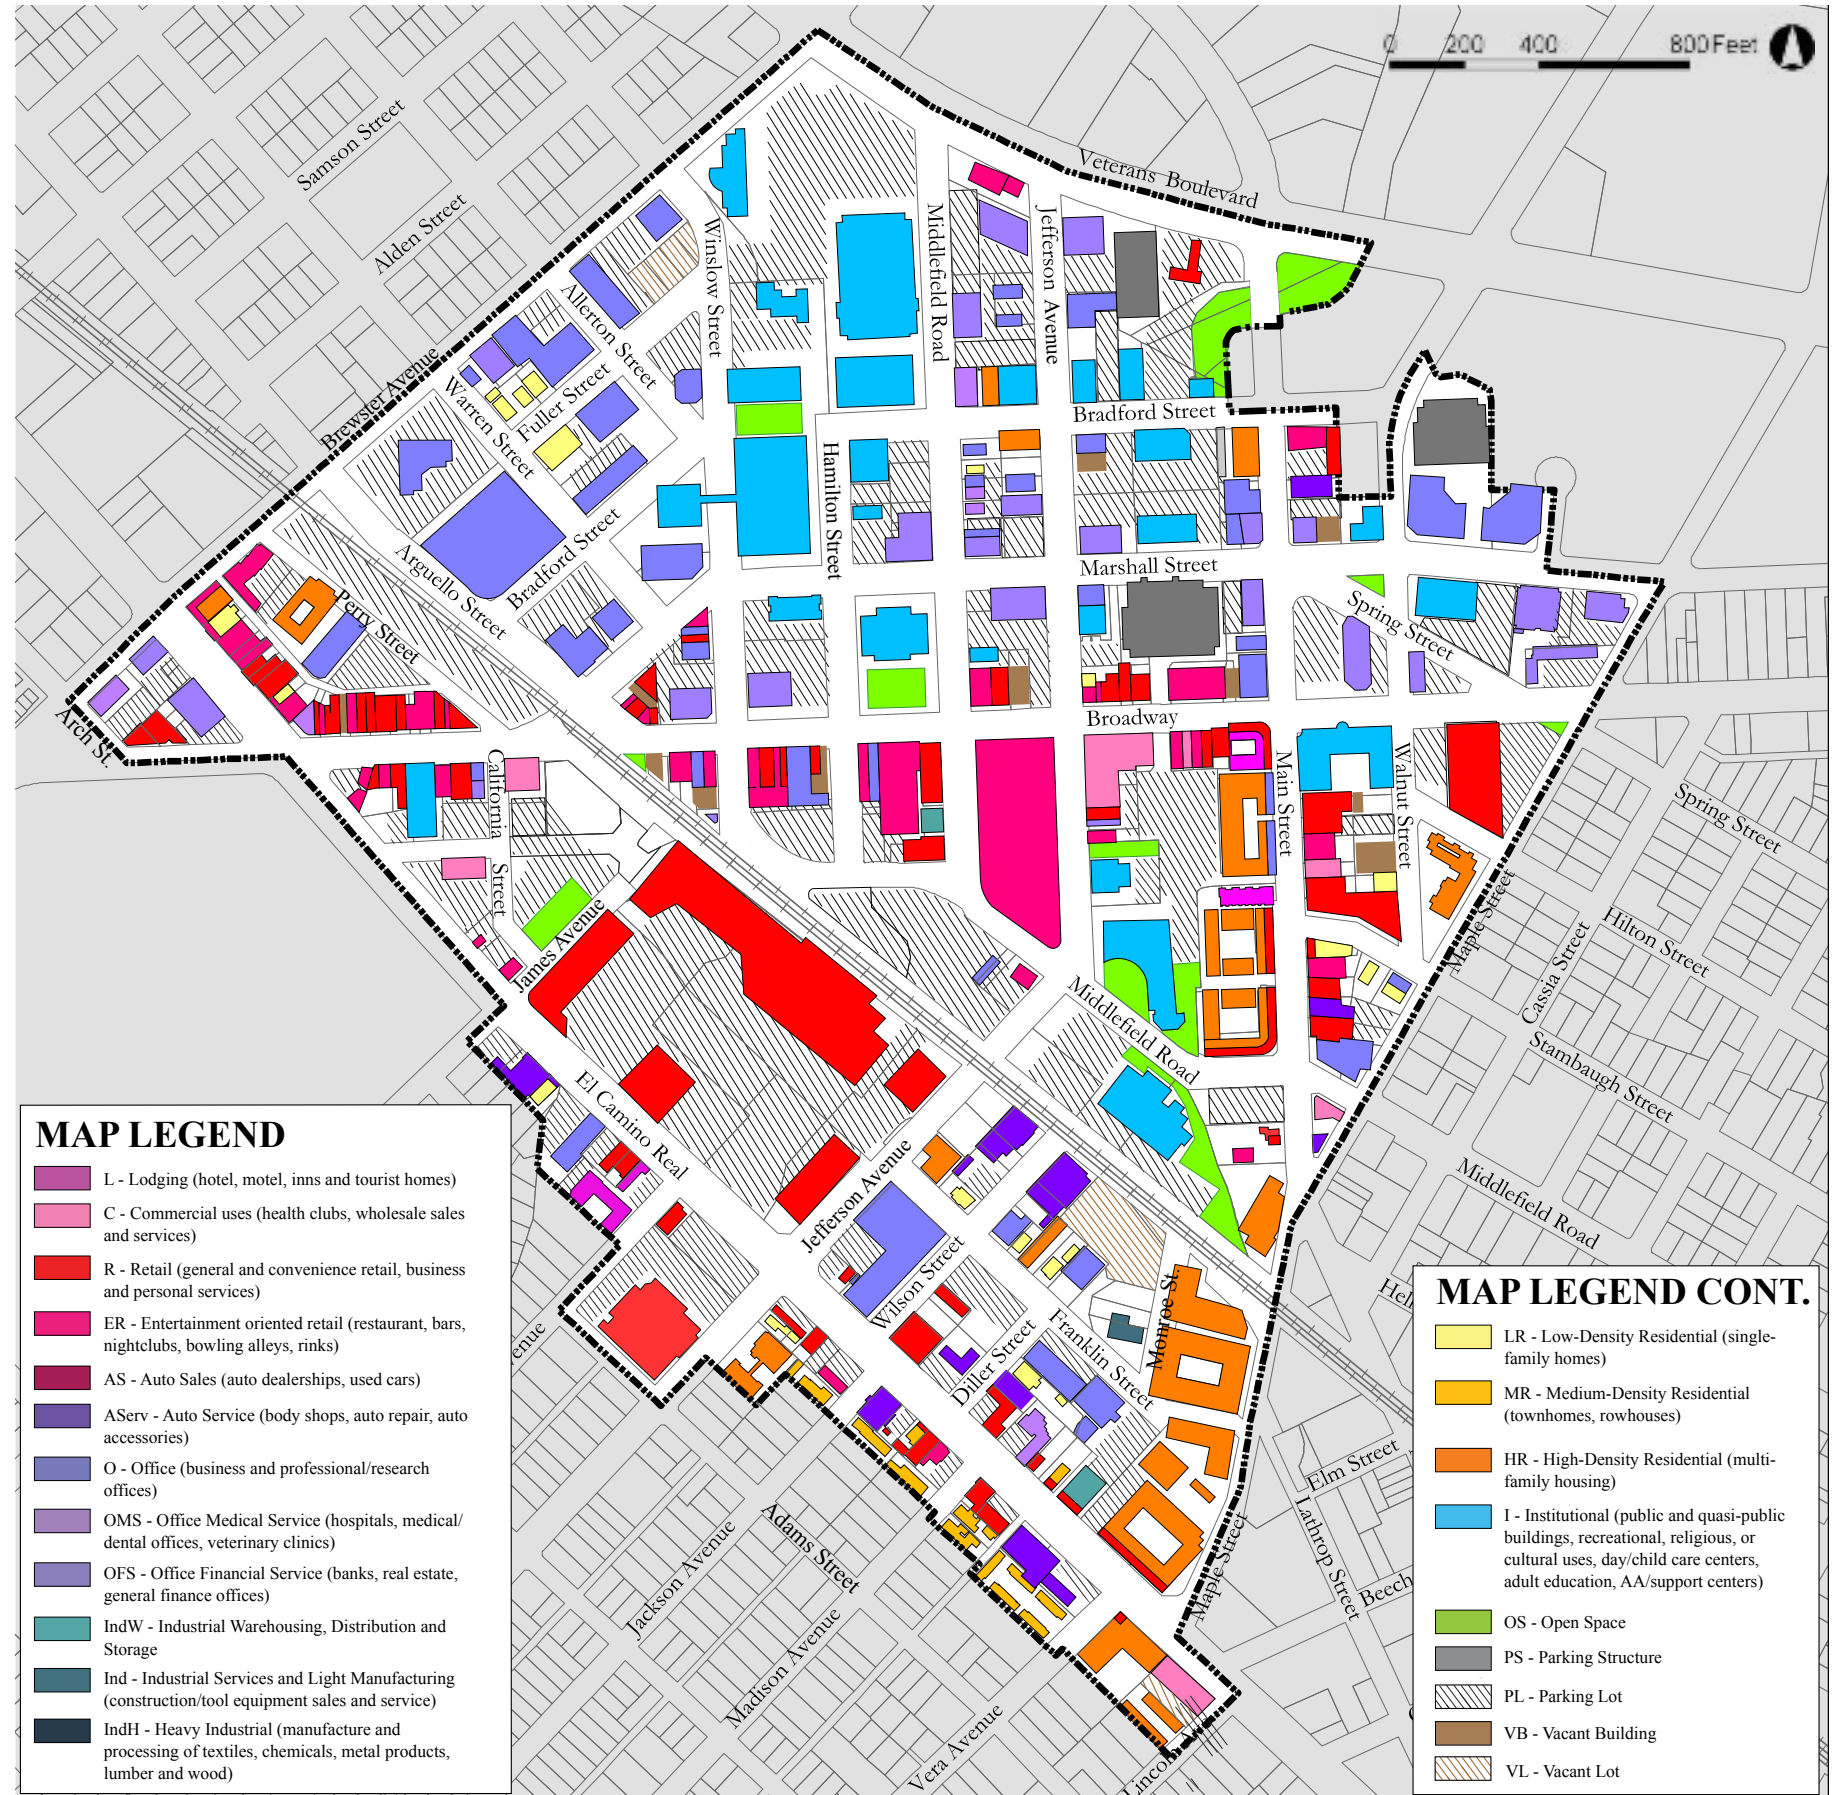 0 200 400 800 Feet
Samson Street
Alden Street
Veterans Boulevard
Winslow Street
Middlefield Road
Jefferson Avenue
Allerton Street
Brewster Avenue
Warren Street
Fuller Street
Bradford Street
Hamilton Street
Arguello Street
Bradford Street
Marshall Street
Perry Street
Spring Street
Arch St.
Broadway
California Street
Main Street
Walnut Street
Spring Street
James Avenue
Maple Street
Hilton Street
Cassia Street
Middlefield Road
Stambaugh Street
El Camino Real
Jefferson Avenue
Middlefield Road
Wilson Street
Monroe St.
Franklin Street
Diller Street
enue
Hel
Elm Street
Lathrop Street
Beech
Maple Street
Adams Street
Jackson Avenue
Madison Avenue
Vera Avenue
Lincoln
MAP LEGEND
L - Lodging (hotel, motel, inns and tourist homes)
C - Commercial uses (health clubs, wholesale sales
and services)
R - Retail (general and convenience retail, business
and personal services)
ER - Entertainment oriented retail (restaurant, bars,
nightclubs, bowling alleys, rinks)
AS - Auto Sales (auto dealerships, used cars)
AServ - Auto Service (body shops, auto repair, auto
accessories)
O - Office (business and professional/research
offices)
OMS - Office Medical Service (hospitals, medical/
dental offices, veterinary clinics)
OFS - Office Financial Service (banks, real estate,
general finance offices)
IndW - Industrial Warehousing, Distribution and
Storage
Ind - Industrial Services and Light Manufacturing
(construction/tool equipment sales and service)
IndH - Heavy Industrial (manufacture and
processing of textiles, chemicals, metal products,
lumber and wood)
MAP LEGEND CONT.
LR - Low-Density Residential (single-
family homes)
MR - Medium-Density Residential
(townhomes, rowhouses)
HR - High-Density Residential (multi-
family housing)
I - Institutional (public and quasi-public
buildings, recreational, religious, or
cultural uses, day/child care centers,
adult education, AA/support centers)
OS - Open Space
PS - Parking Structure
PL - Parking Lot
VB - Vacant Building
VL - Vacant Lot